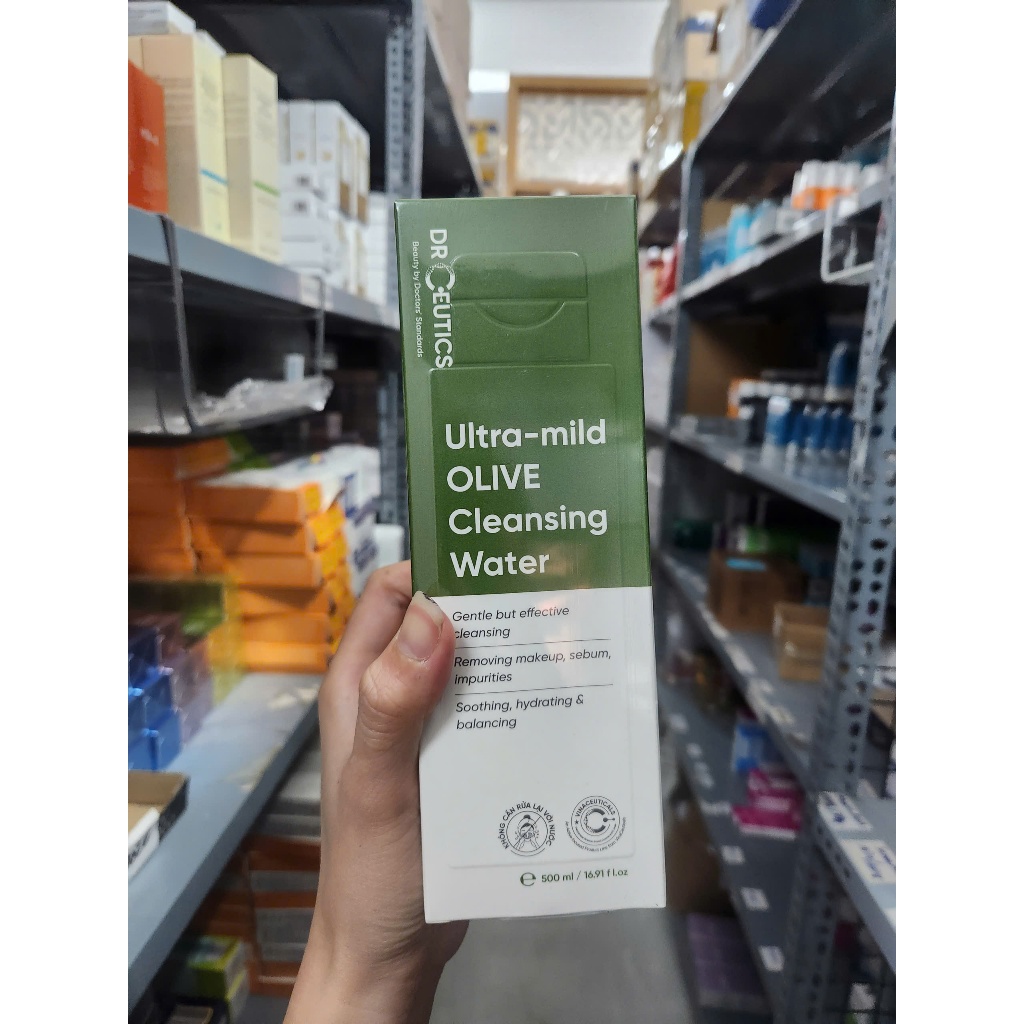 DR CEUTICS
Beauty by Doctors' Standards
Ultra-mild
OLIVE
Cleansing
Water
Gentle but effective
cleansing
Removing makeup, sebum,
impurities
Soothing, hydrating &
balancing
KHÔNG CẦN RỬA LẠI VỚI NƯỚC
VINACEUTICALS
℮ 500 ml / 16.91 fl.oz